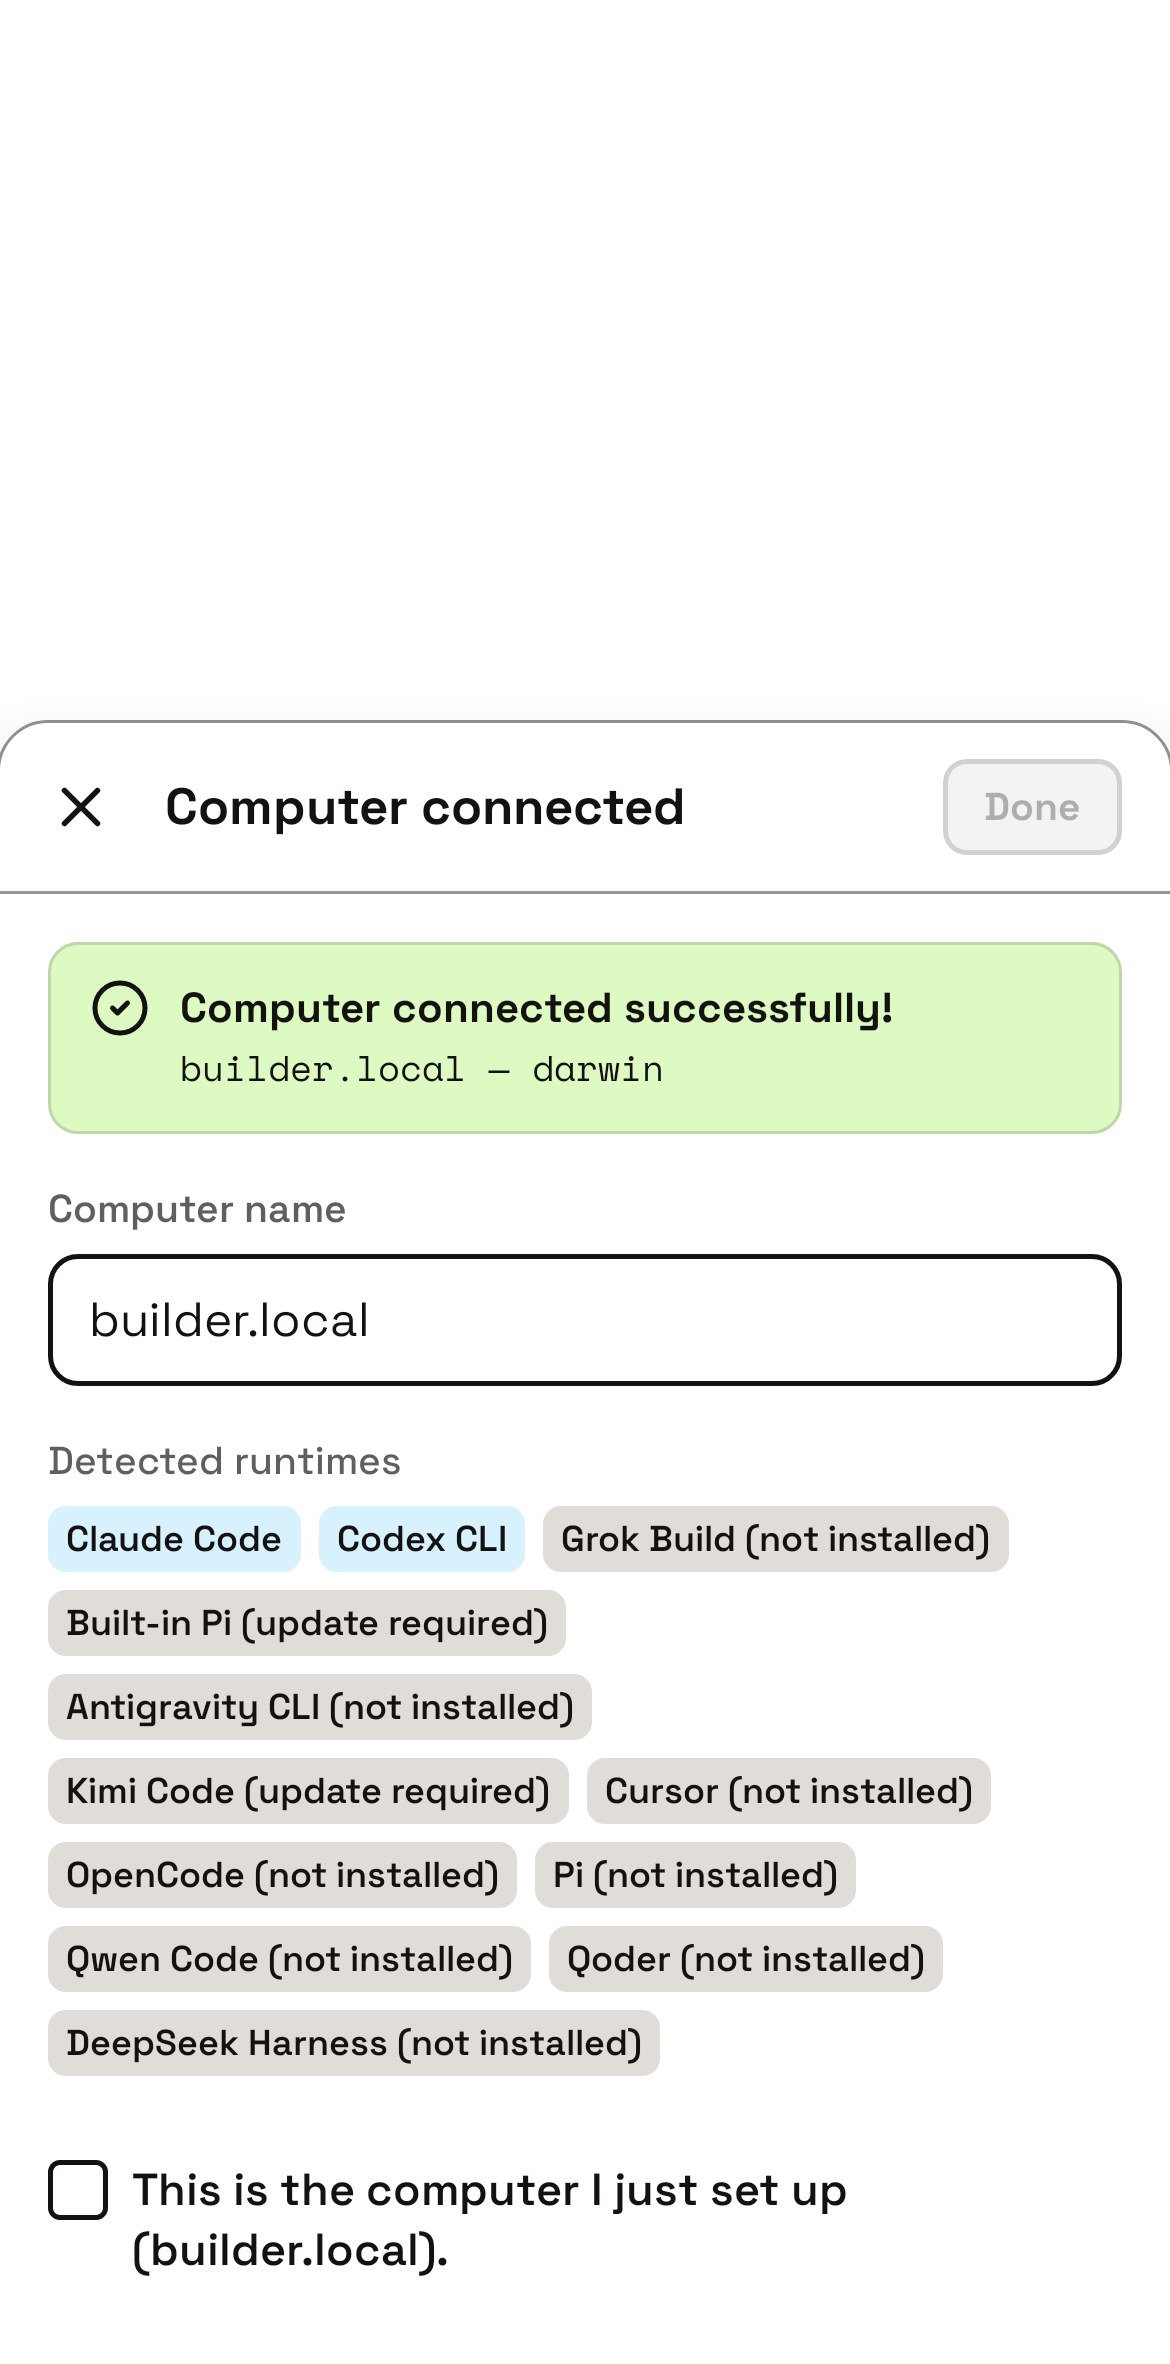 Computer connected
Done
Computer connected successfully!
builder.local — darwin
Computer name
builder.local
Detected runtimes
Claude Code
Codex CLI
Grok Build (not installed)
Built-in Pi (update required)
Antigravity CLI (not installed)
Kimi Code (update required)
Cursor (not installed)
OpenCode (not installed)
Pi (not installed)
Qwen Code (not installed)
Qoder (not installed)
DeepSeek Harness (not installed)
This is the computer I just set up
(builder.local).